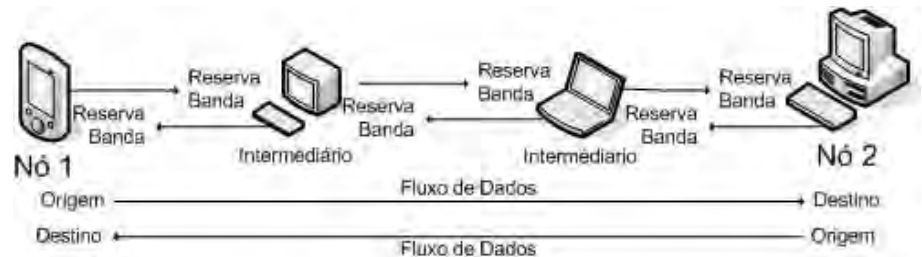 Reserva
Banda
Reserva
Banda
Reserva
Banda
Reserva
Banda
Reserva
Banda
Reserva
Banda
Nó 1
Intermediário
Intermédiario
Nó 2
Fluxo de Dados
Origem
Destino
Destino
Origem
Fluxo de Dados